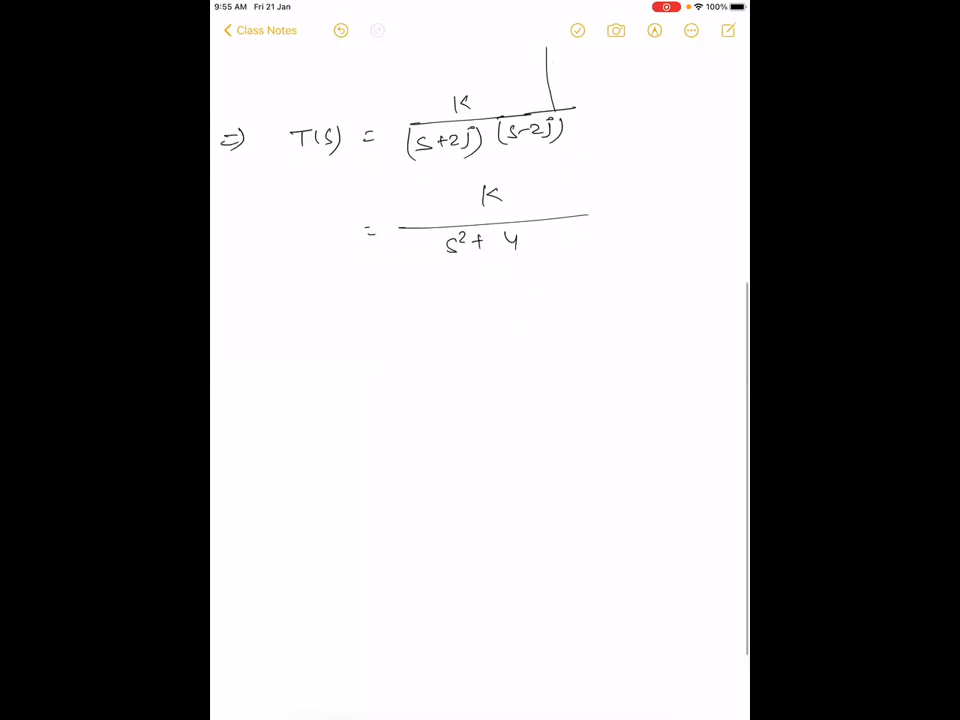 9:55 AM Fri 21 Jan 100%
Class Notes
⇒ T(s) = K / (s+2j) (s-2j)
= K / s² + 4